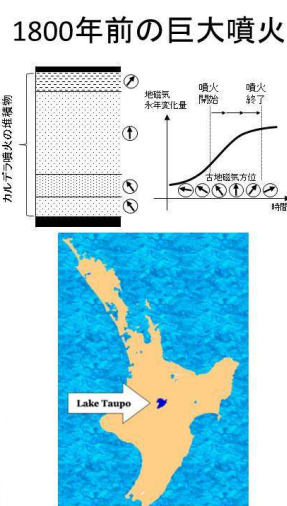 1800年前の巨大噴火
カルデラ噴火の堆積物
地磁気
永年変化量
噴火
開始
噴火
終了
古地磁気方位
時間
Lake Taupo